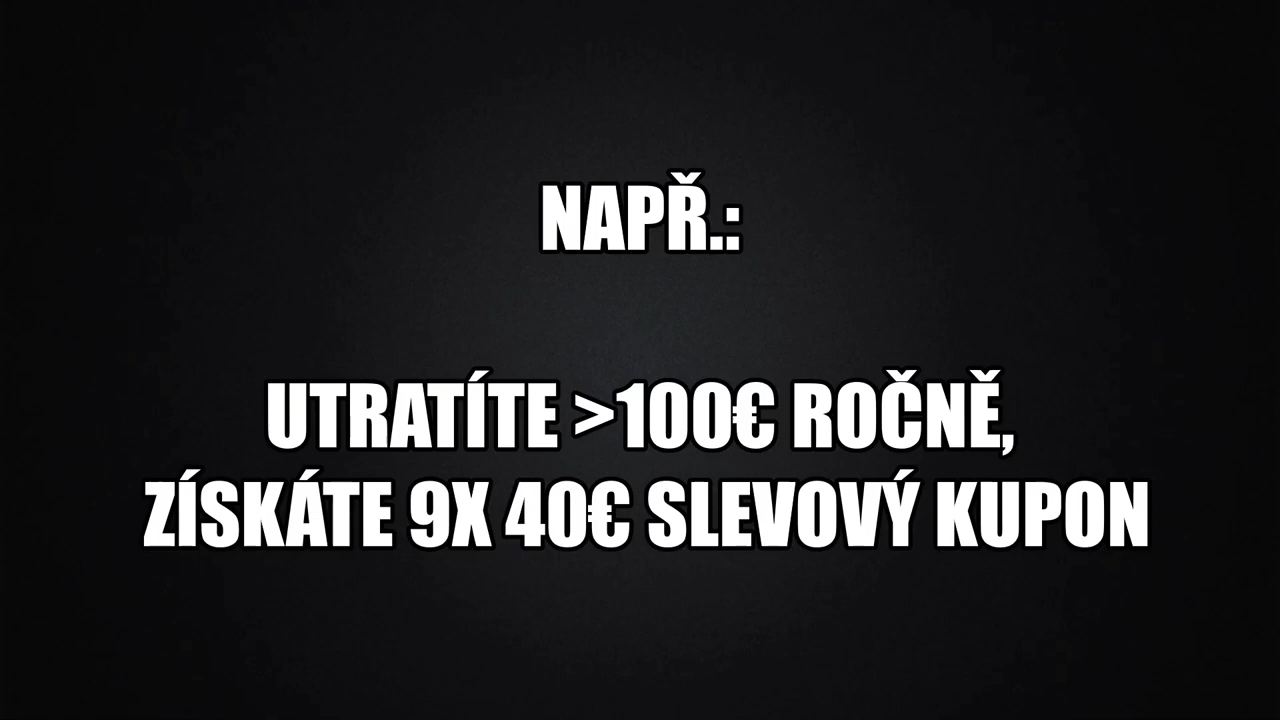 NAPŘ.:
UTRATÍTE >100€ ROČNĚ,
ZÍSKÁTE 9X 40€ SLEVOVÝ KUPON